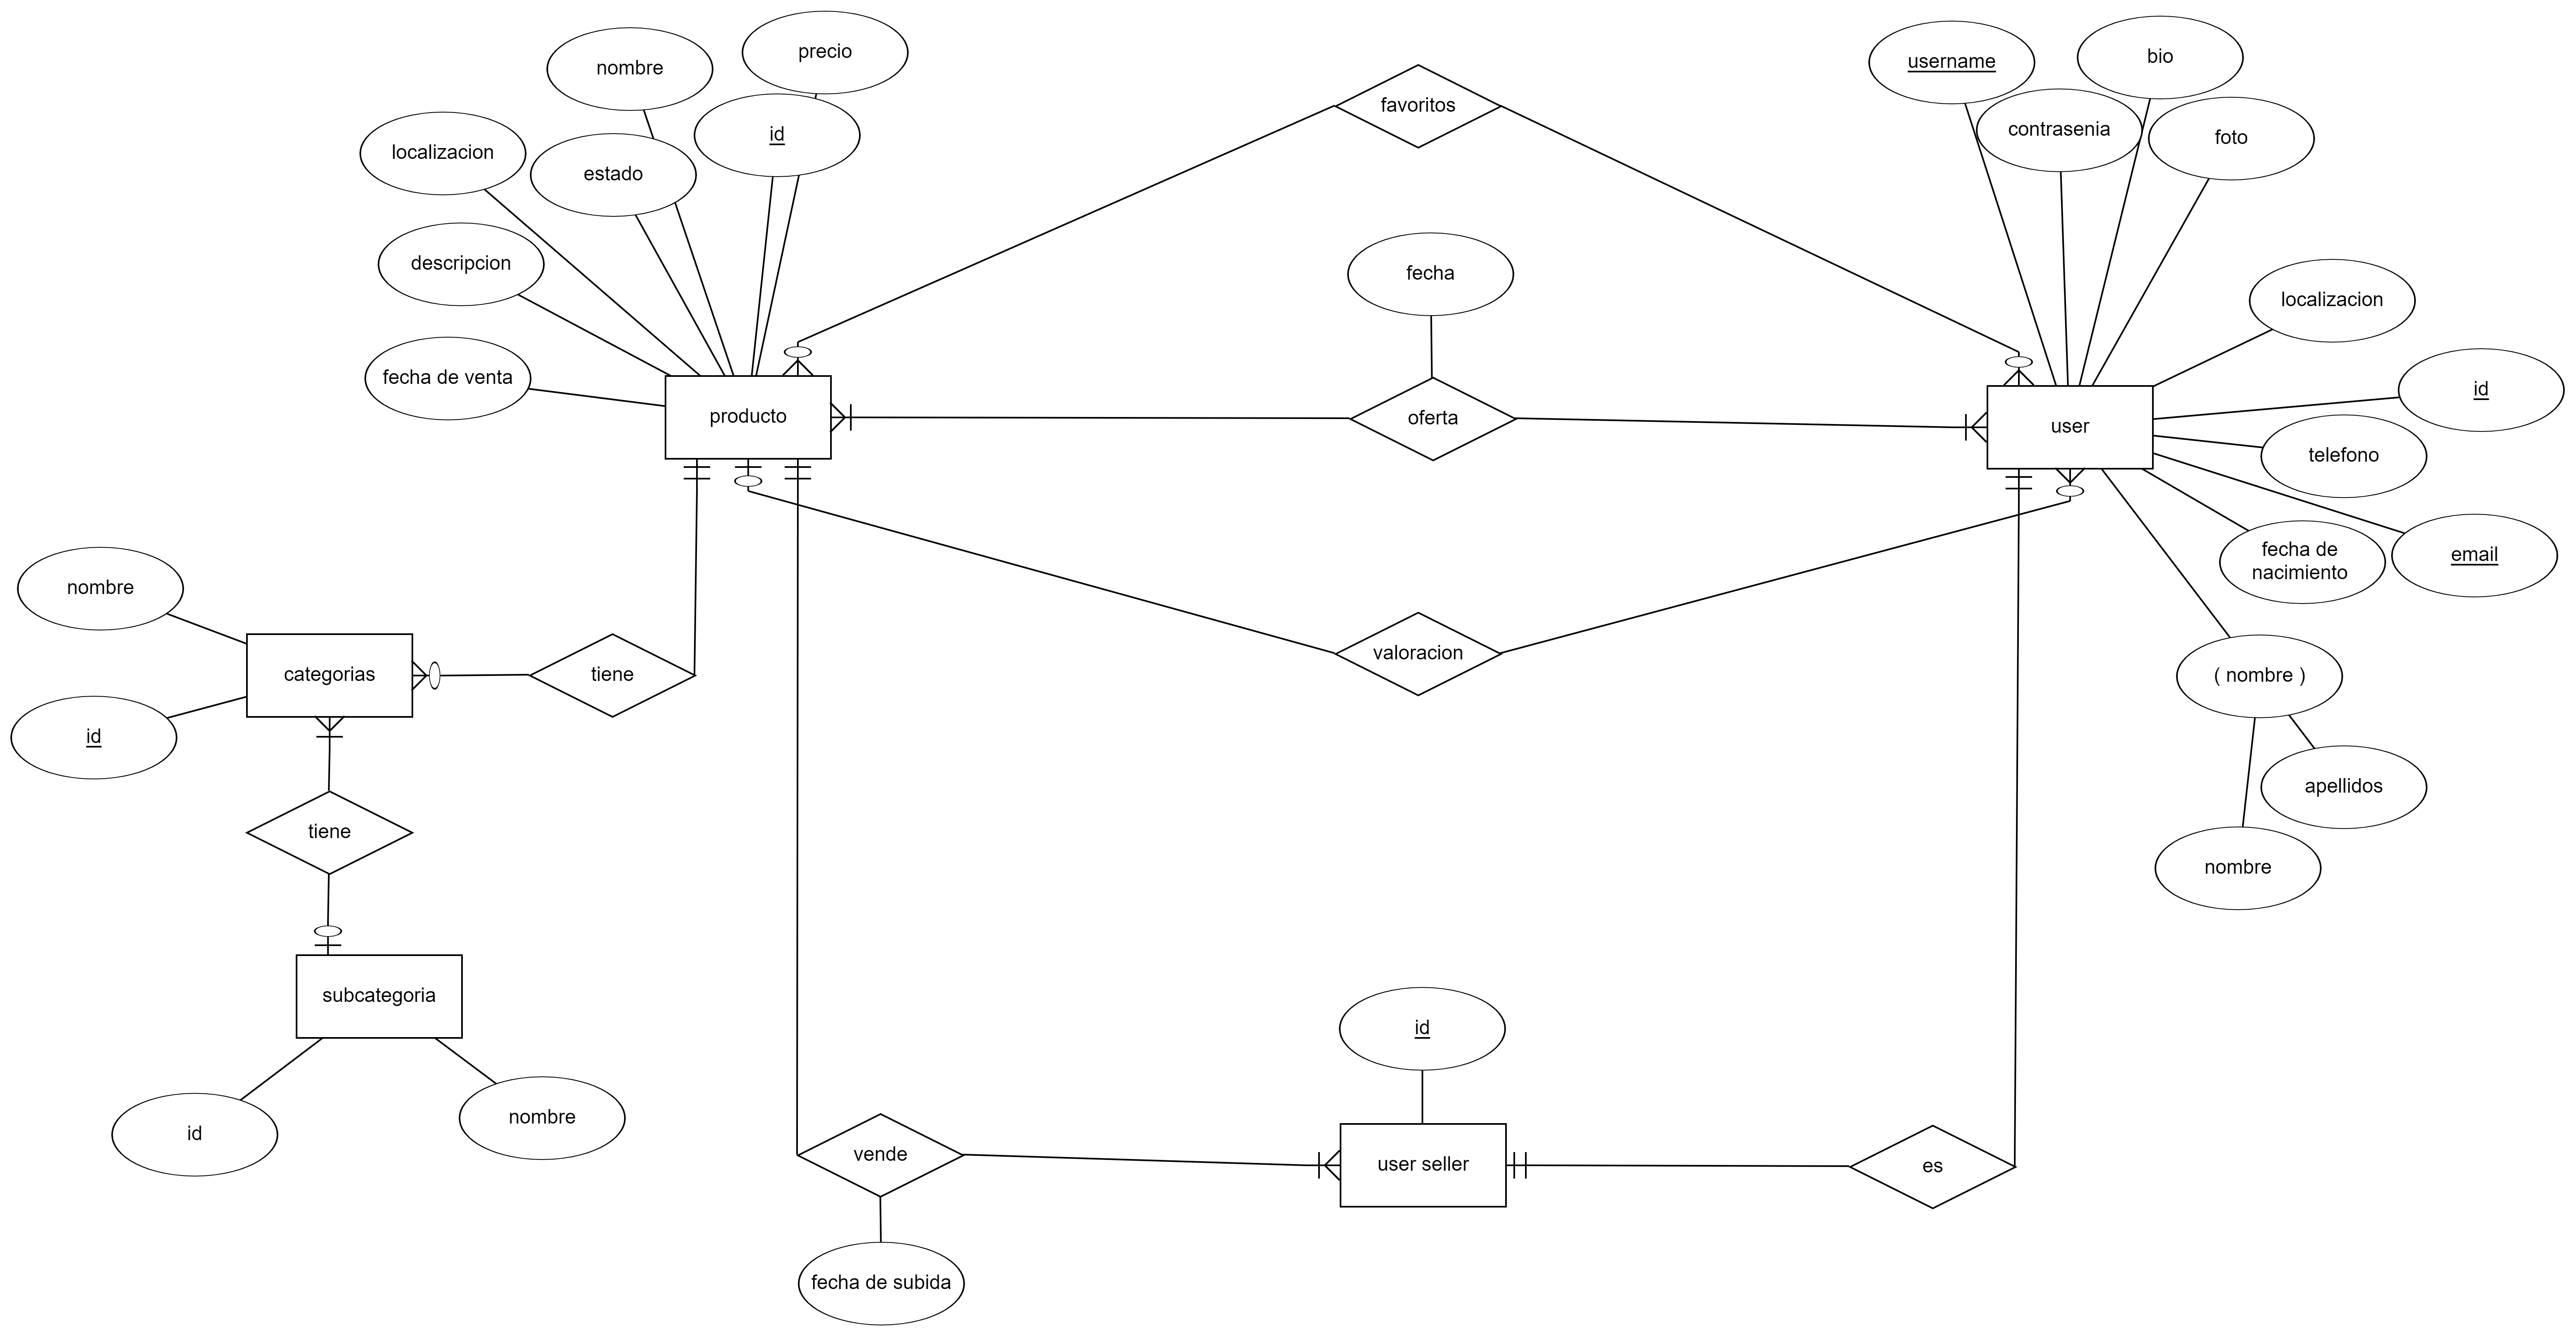 precio
nombre
username
bio
favoritos
id
contrasenia
foto
localizacion
estado
descripcion
fecha
localizacion
fecha de venta
id
producto
oferta
user
telefono
email
fecha de
nacimiento
nombre
categorias
tiene
valoracion
( nombre )
id
apellidos
tiene
nombre
subcategoria
id
nombre
id
vende
user seller
es
fecha de subida